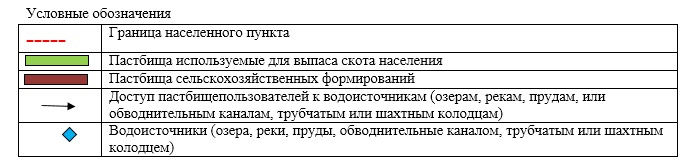 Условные обозначения
Граница населенного пункта
Пастбища используемые для выпаса скота населения
Пастбища сельскохозяйственных формирований
Доступ пастбищепользователей к водоисточникам (озерам, рекам, прудам, или
обводнительным каналам, трубчатым или шахтным колодцам)
Водоисточники (озера, реки, пруды, обводнительные каналом, трубчатым или шахтным
колодцем)